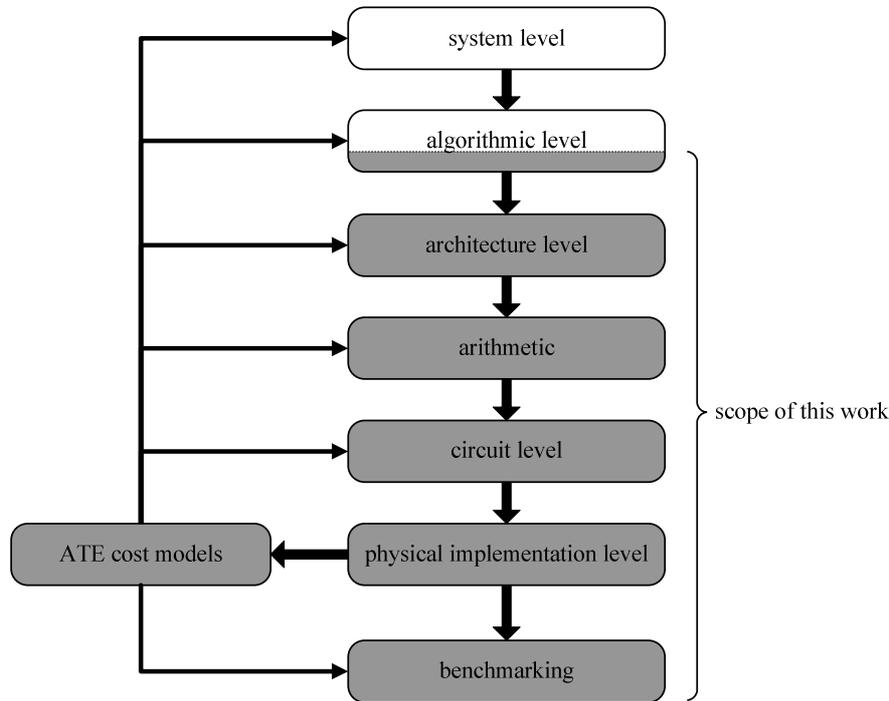 system level
algorithmic level
architecture level
arithmetic
scope of this work
circuit level
ATE cost models
physical implementation level
benchmarking